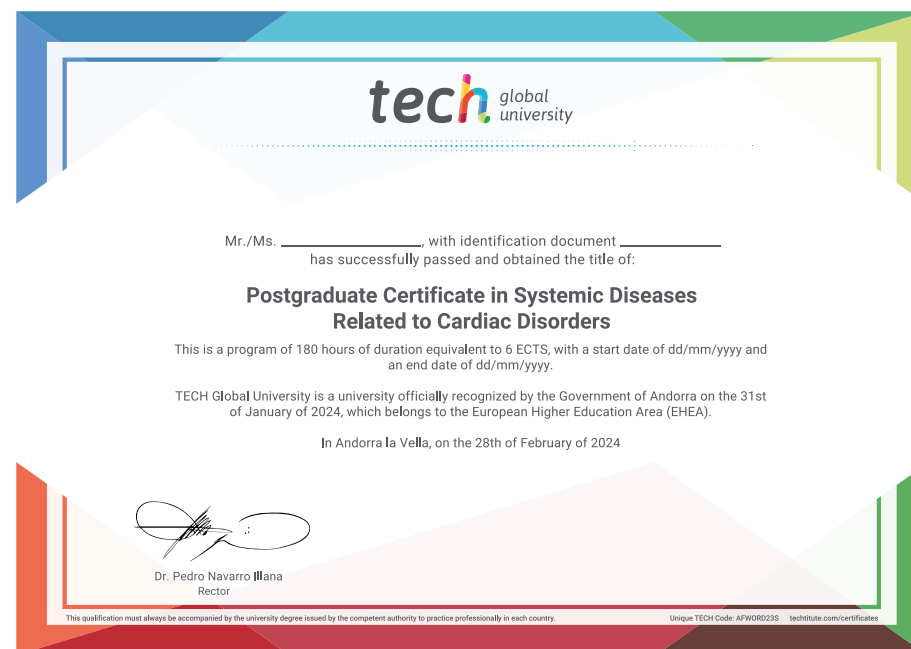 tech global
university
Mr./Ms. ____________________, with identification document ______________
has successfully passed and obtained the title of:
Postgraduate Certificate in Systemic Diseases
Related to Cardiac Disorders
This is a program of 180 hours of duration equivalent to 6 ECTS, with a start date of dd/mm/yyyy and
an end date of dd/mm/yyyy.
TECH Global University is a university officially recognized by the Government of Andorra on the 31st
of January of 2024, which belongs to the European Higher Education Area (EHEA).
In Andorra la Vella, on the 28th of February of 2024
Dr. Pedro Navarro Illana
Rector
This qualification must always be accompanied by the university degree issued by the competent authority to practice professionally in each country.
Unique TECH Code: AFWORD23S techtitute.com/certificates